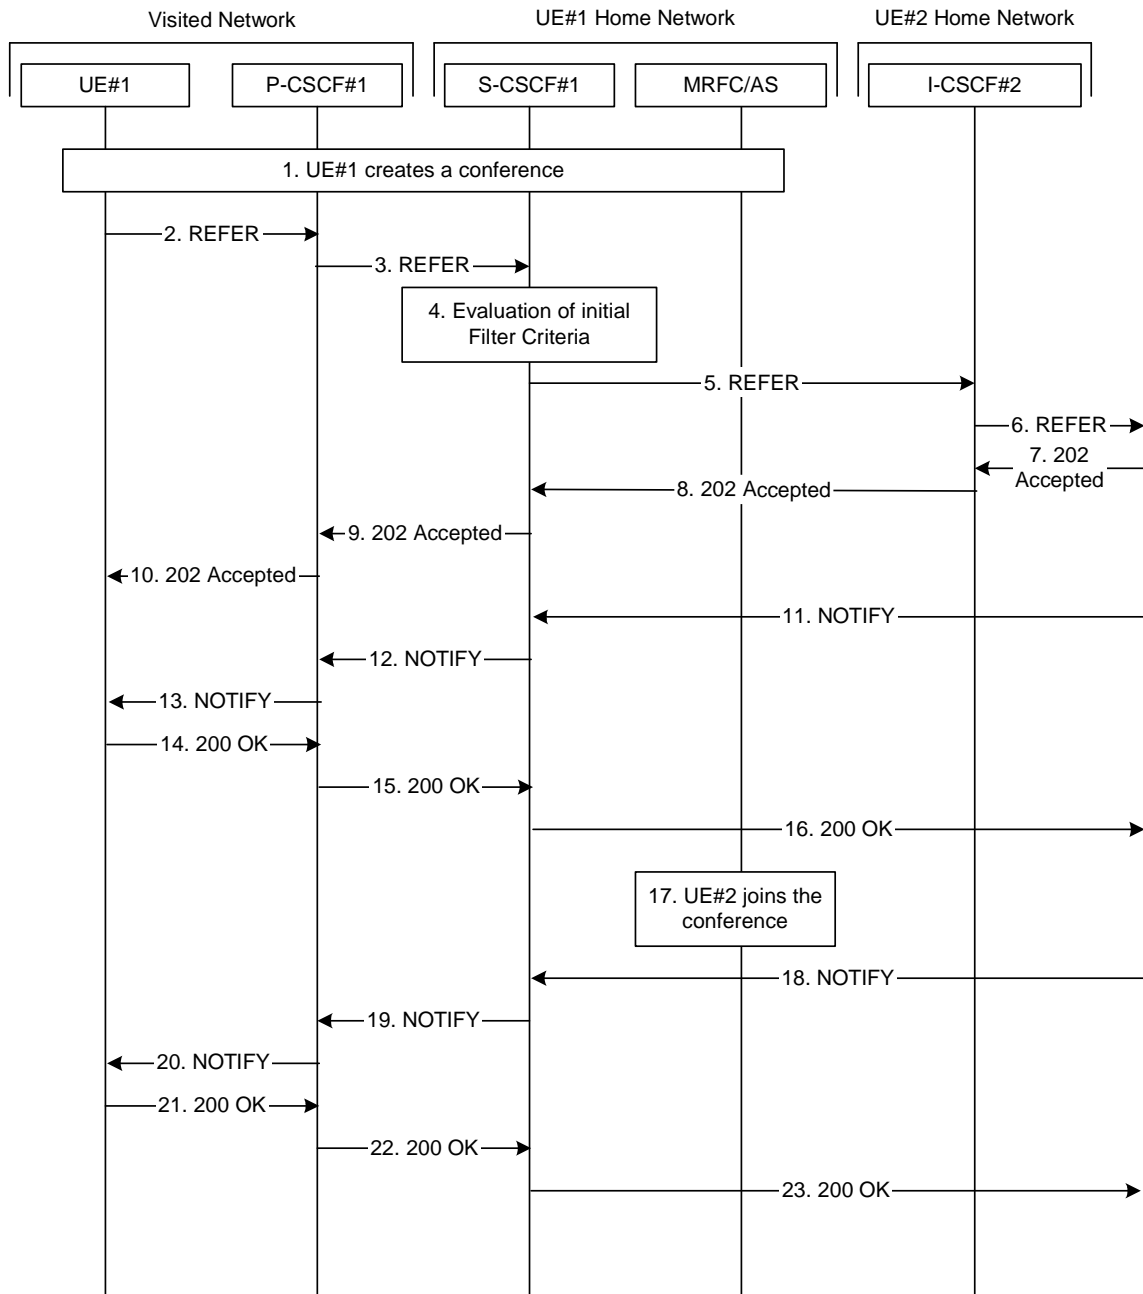 Visited Network
UE#1 Home Network
UE#2 Home Network
UE#1
P-CSCF#1
S-CSCF#1
MRFC/AS
I-CSCF#2
1. UE#1 creates a conference
2. REFER
3. REFER
4. Evaluation of initial
Filter Criteria
5. REFER
6. REFER
7. 202
Accepted
8. 202 Accepted
9. 202 Accepted
10. 202 Accepted
11. NOTIFY
12. NOTIFY
13. NOTIFY
14. 200 OK
15. 200 OK
16. 200 OK
17. UE#2 joins the
conference
18. NOTIFY
19. NOTIFY
20. NOTIFY
21. 200 OK
22. 200 OK
23. 200 OK